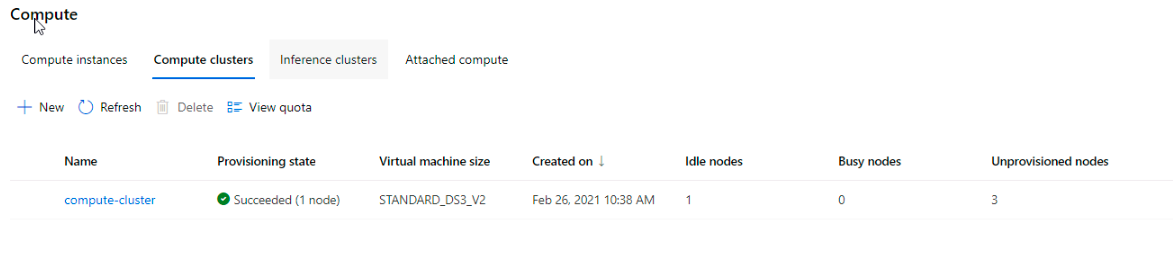 Compute
Compute instances Compute clusters Inference clusters Attached compute
New Refresh Delete View quota
Name Provisioning state Virtual machine size Created on ↓ Idle nodes Busy nodes Unprovisioned nodes
compute-cluster Succeeded (1 node) STANDARD_DS3_V2 Feb 26, 2021 10:38 AM 1 0 3